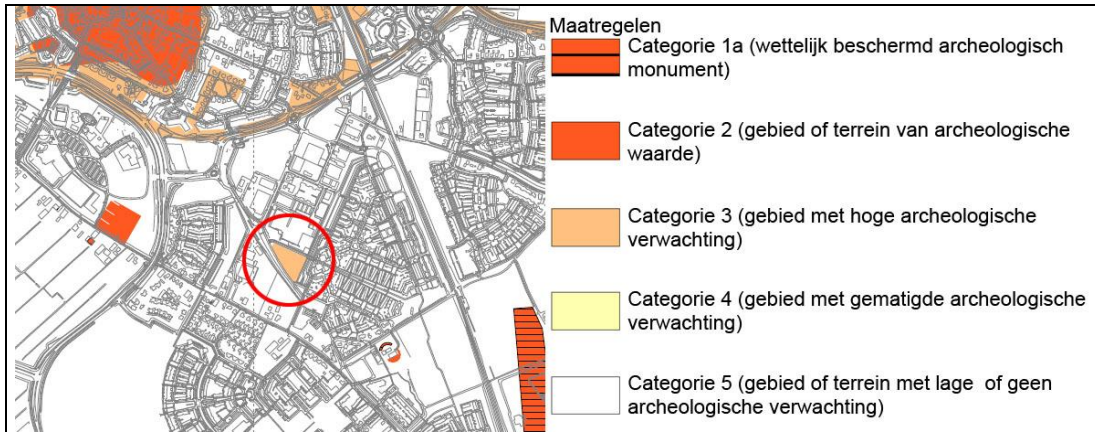 Maatregelen
Categorie 1a (wettelijk beschermd archeologisch
monument)
Categorie 2 (gebied of terrein van archeologische
waarde)
Categorie 3 (gebied met hoge archeologische
verwachting)
Categorie 4 (gebied met gematigde archeologische
verwachting)
Categorie 5 (gebied of terrein met lage of geen
archeologische verwachting)